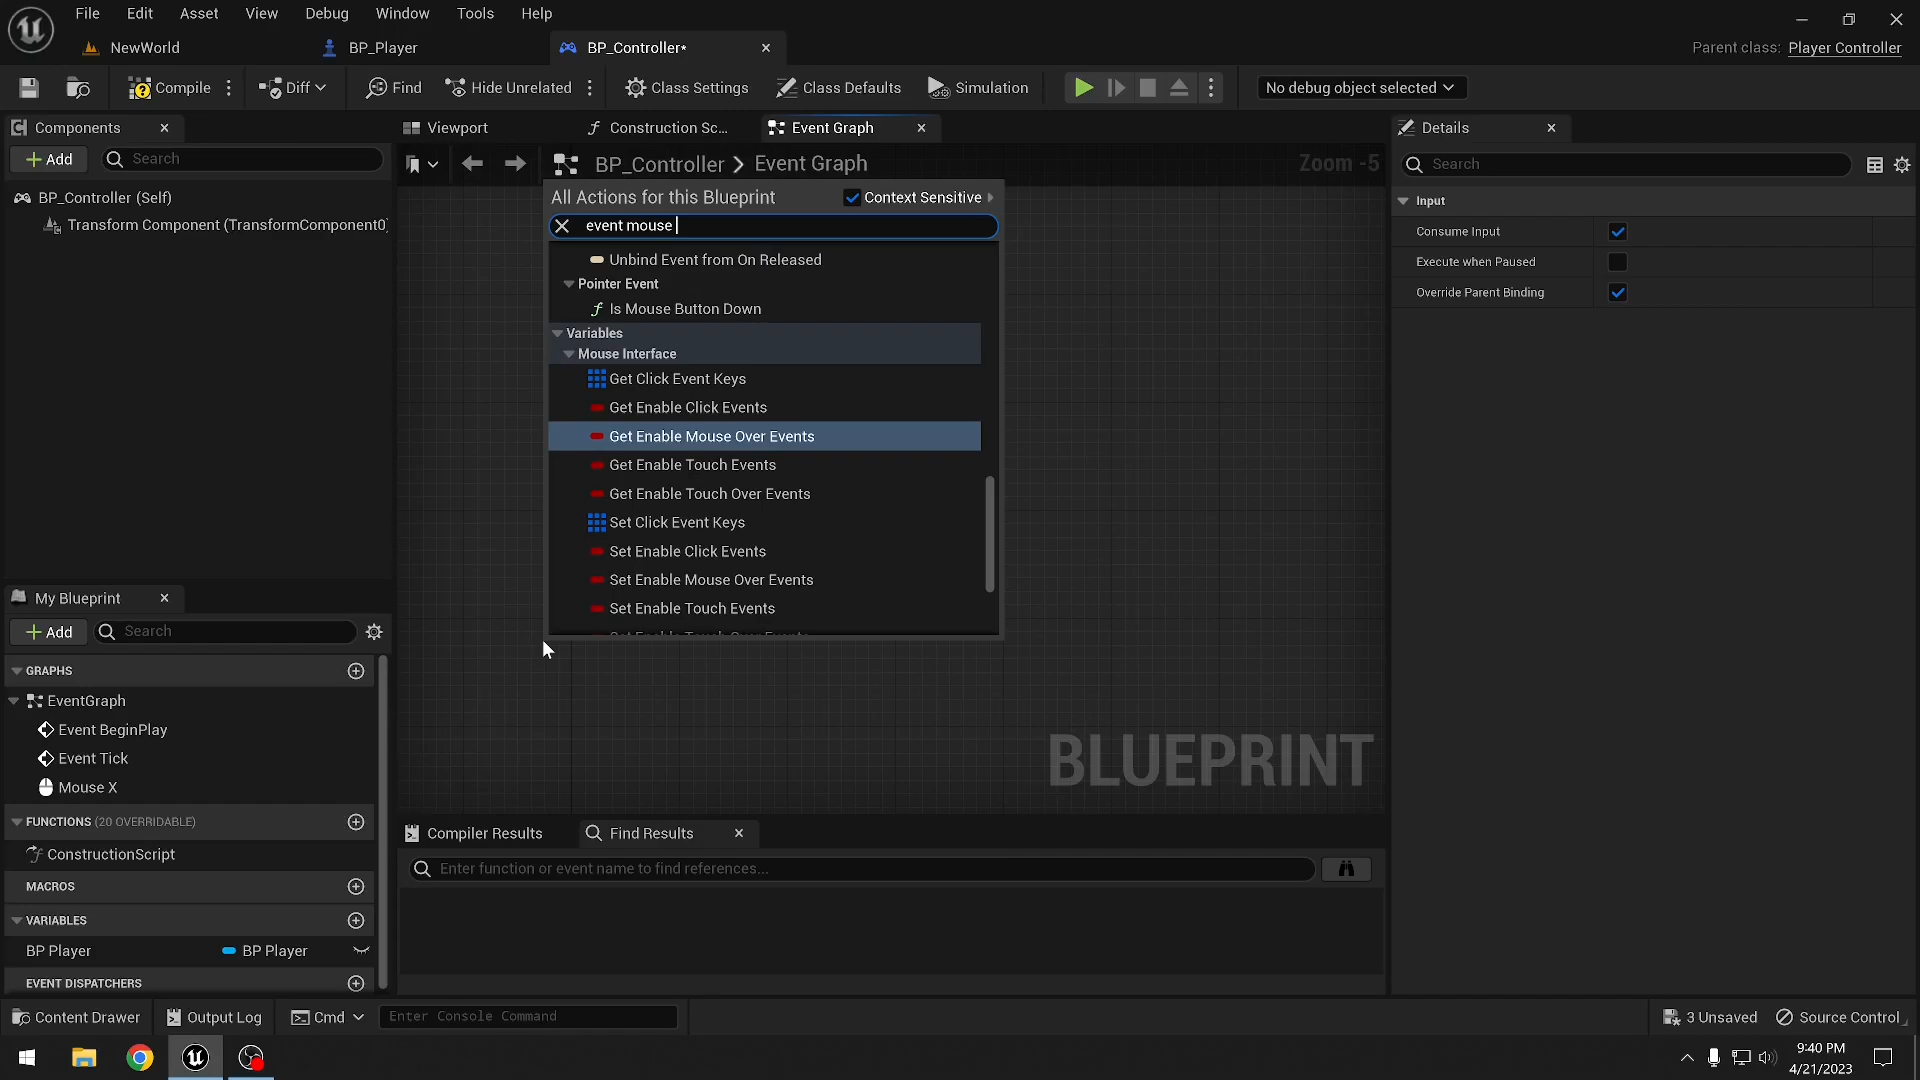 File Edit Asset View Debug Window Tools Help
NewWorld BP_Player BP_Controller* Parent class: Player Controller
Compile Diff Find Hide Unrelated Class Settings Class Defaults Simulation No debug object selected
Components Viewport Construction Sc... Event Graph Details
Add Search BP_Controller > Event Graph Zoom -5 Search
BP_Controller (Self)
Transform Component (TransformComponent0)
All Actions for this Blueprint Context Sensitive
event mouse
Unbind Event from On Released
Pointer Event
Is Mouse Button Down
Variables
Mouse Interface
Get Click Event Keys
Get Enable Click Events
Get Enable Mouse Over Events
Get Enable Touch Events
Get Enable Touch Over Events
Set Click Event Keys
Set Enable Click Events
Set Enable Mouse Over Events
Set Enable Touch Events
Input
Consume Input
Execute when Paused
Override Parent Binding
My Blueprint
Add Search
GRAPHS
EventGraph
Event BeginPlay
Event Tick
Mouse X
FUNCTIONS (20 OVERRIDABLE)
ConstructionScript
MACROS
VARIABLES
BP Player BP Player
EVENT DISPATCHERS
BLUEPRINT
Compiler Results Find Results
Enter function or event name to find references...
Content Drawer Output Log Cmd Enter Console Command 3 Unsaved Source Control
9:40 PM
4/21/2023